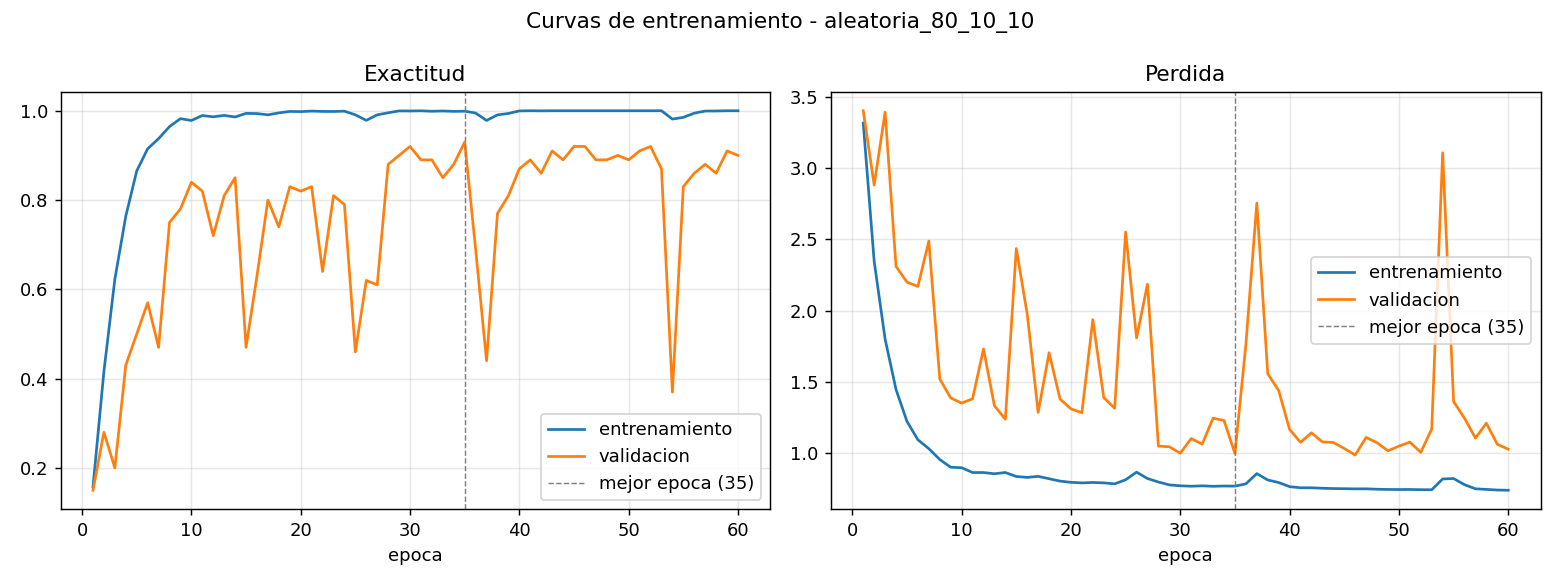 Curvas de entrenamiento - aleatoria_80_10_10
Exactitud
1.0
0.8
0.6
0.4
0.2
0 10 20 30 40 50 60
epoca
entrenamiento
validacion
mejor epoca (35)
Perdida
3.5
3.0
2.5
2.0
1.5
1.0
0 10 20 30 40 50 60
epoca
entrenamiento
validacion
mejor epoca (35)